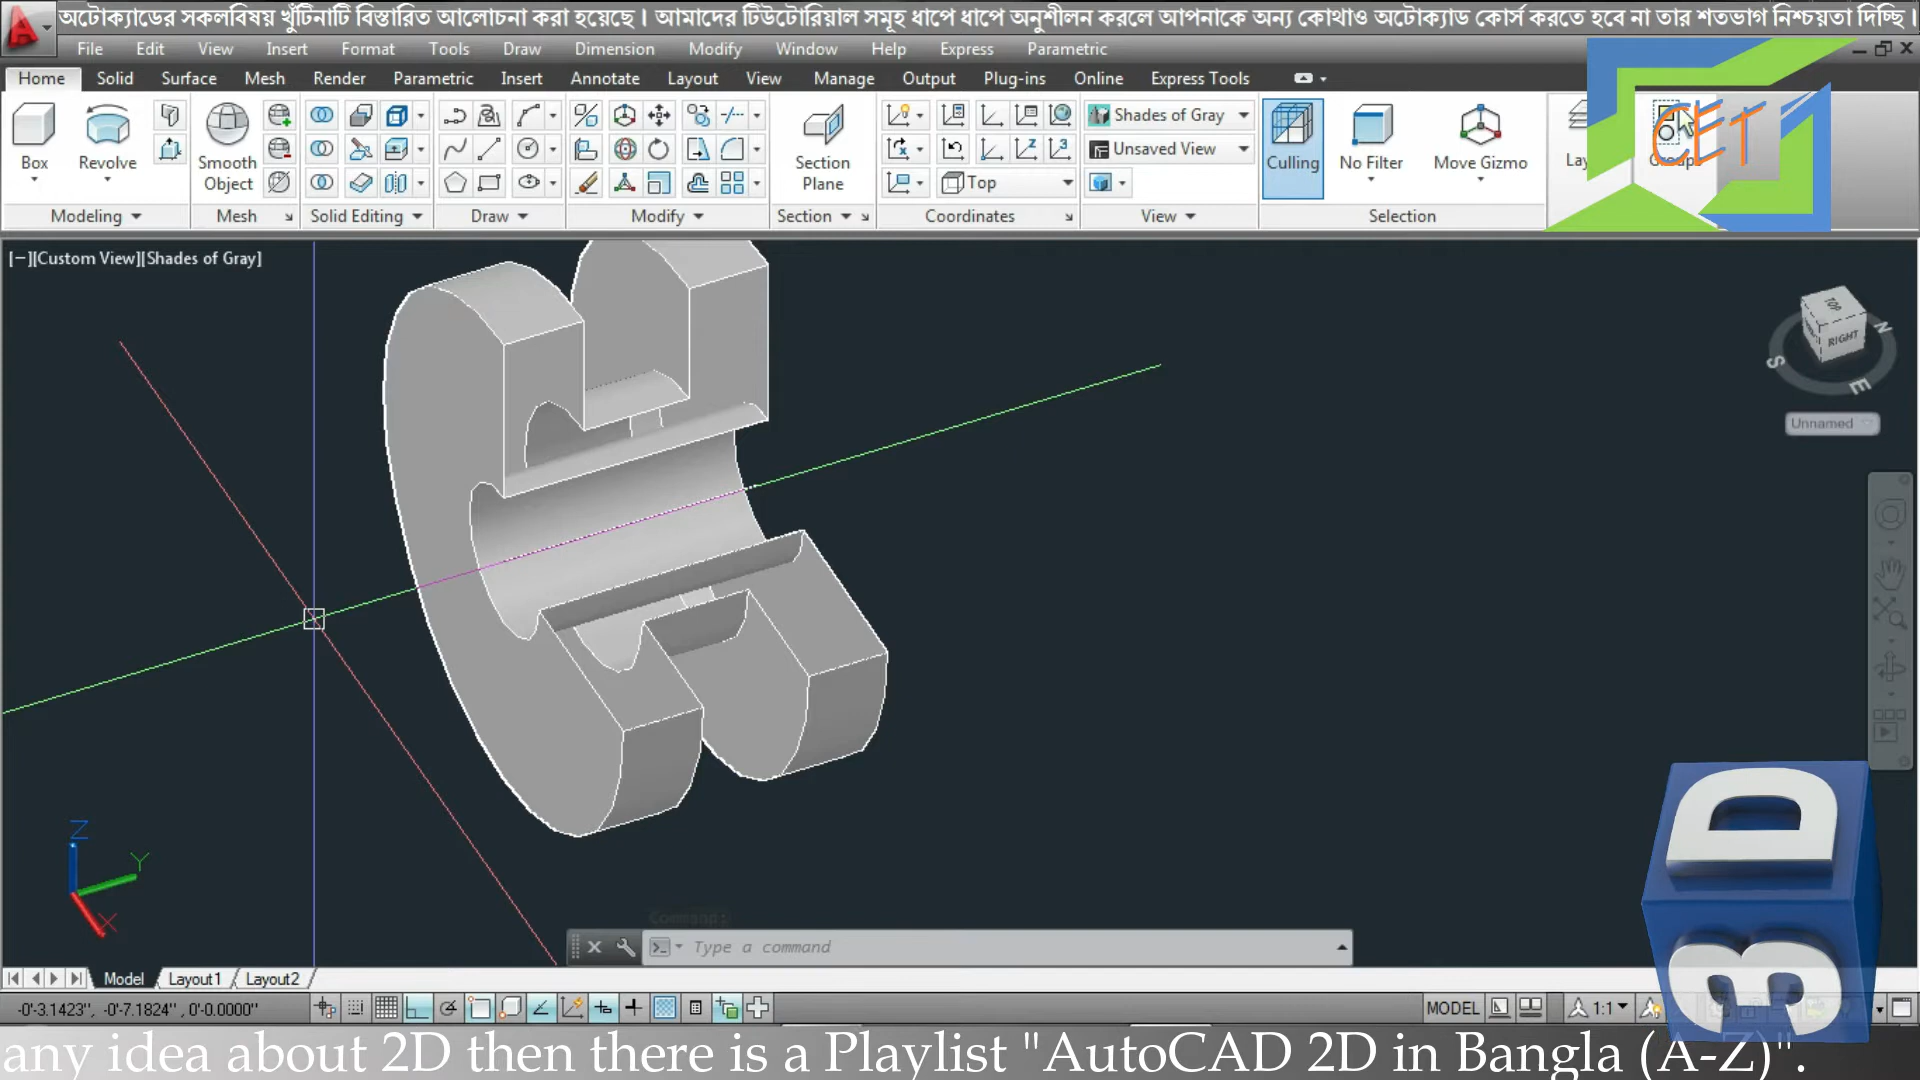 অটোক্যাডের সকলবিষয় খুঁটিনাটি বিস্তারিত আলোচনা করা হয়েছে। আমাদের টিউটোরিয়াল সমূহ ধাপে ধাপে অনুশীলন করলে আপনাকে অন্য কোথাও অটোক্যাড কোর্স করতে হবে না তার শতভাগ নিশ্চয়তা দিচ্ছি।
File Edit View Insert Format Tools Draw Dimension Modify Window Help Express Parametric
Home Solid Surface Mesh Render Parametric Insert Annotate Layout View Manage Output Plug-ins Online Express Tools
Shades of Gray
Unsaved View
Box Revolve Smooth Object Section Plane Culling No Filter Move Gizmo
Top
CET
Modeling Mesh Solid Editing Draw Modify Section Coordinates View Selection
[−][Custom View][Shades of Gray]
TOP
RIGHT
N
S
E
Unnamed
Z
Y
X
Command:
Type a command
Model Layout1 Layout2
-0'-3.1423", -0'-7.1824" , 0'-0.0000"
MODEL 1:1
3D
any idea about 2D then there is a Playlist "AutoCAD 2D in Bangla (A-Z)".